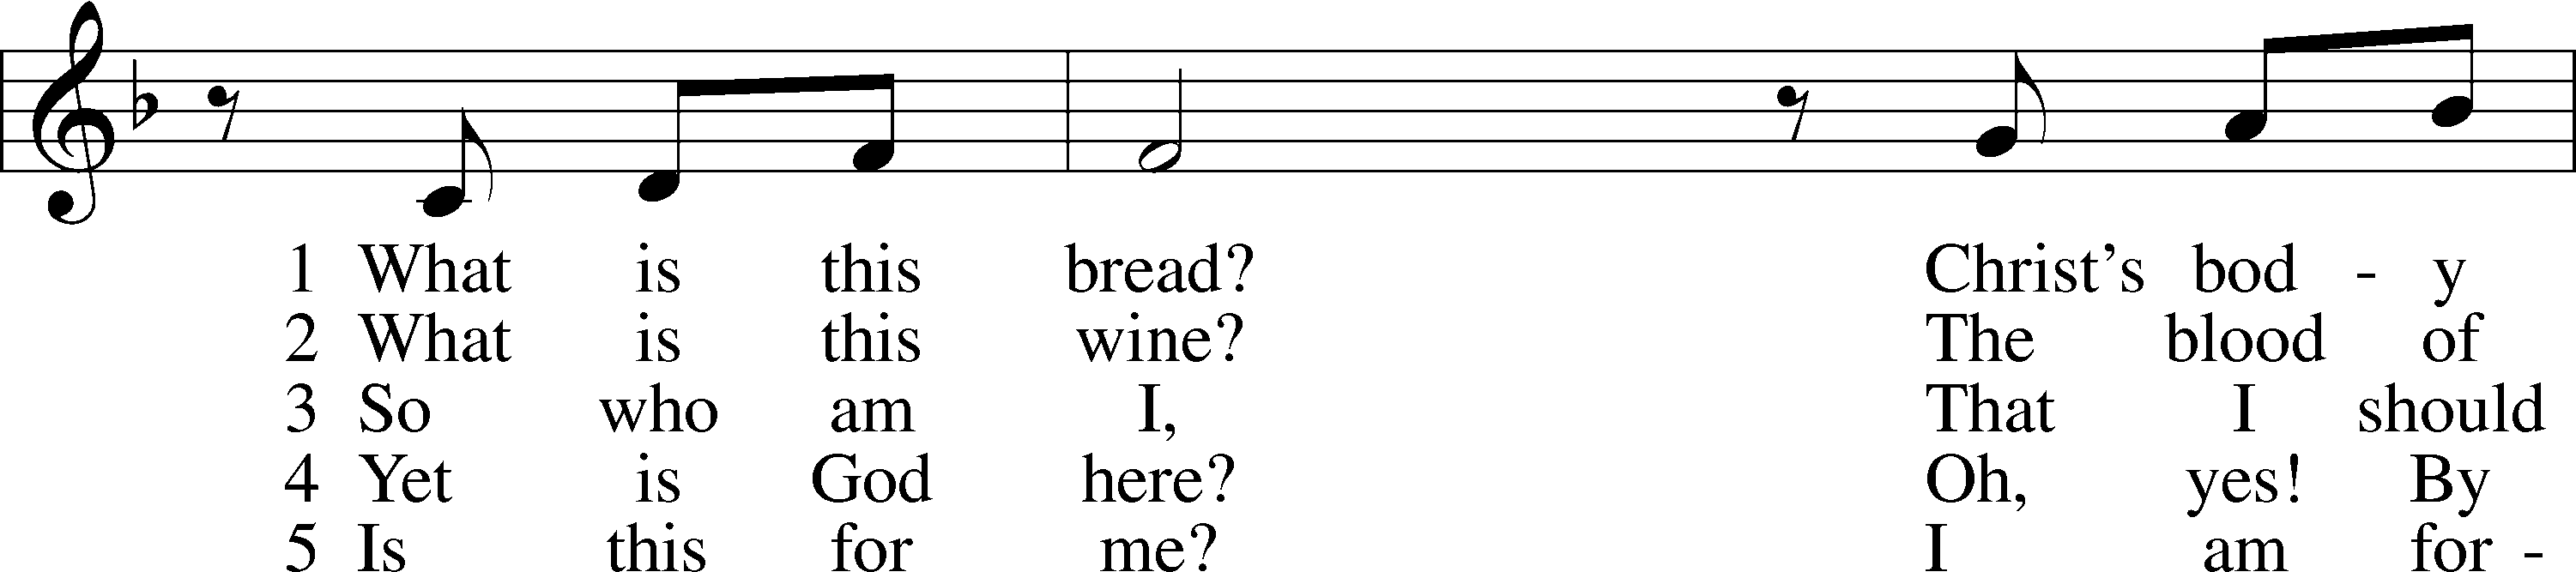 1 What is this bread? Christ’s bod - y
2 What is this wine? The blood of
3 So who am I, That I should
4 Yet is God here? Oh, yes! By
5 Is this for me? I am for -